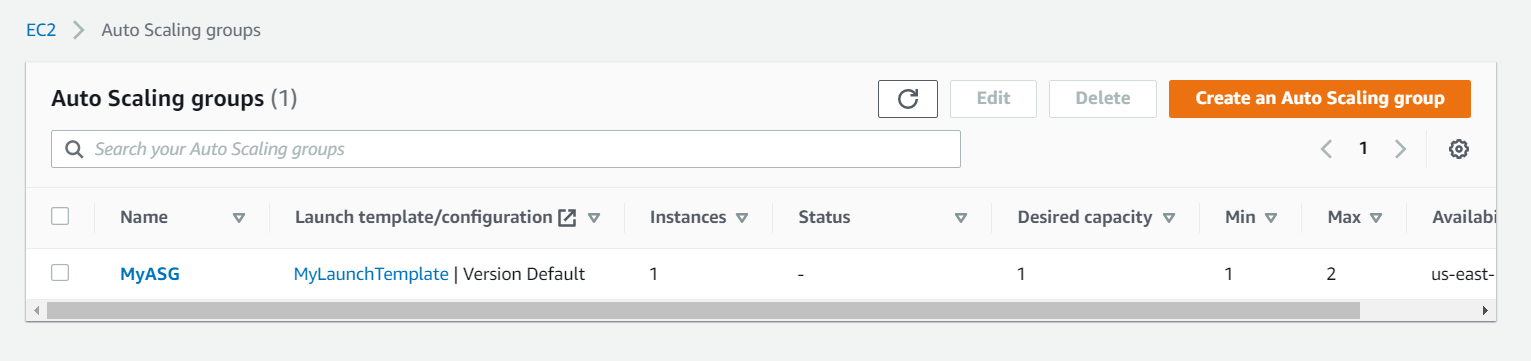 EC2 > Auto Scaling groups
Auto Scaling groups (1)
Edit
Delete
Create an Auto Scaling group
Search your Auto Scaling groups
1
Name Launch template/configuration Instances Status Desired capacity Min Max Availabi
MyASG MyLaunchTemplate | Version Default 1 - 1 1 2 us-east-